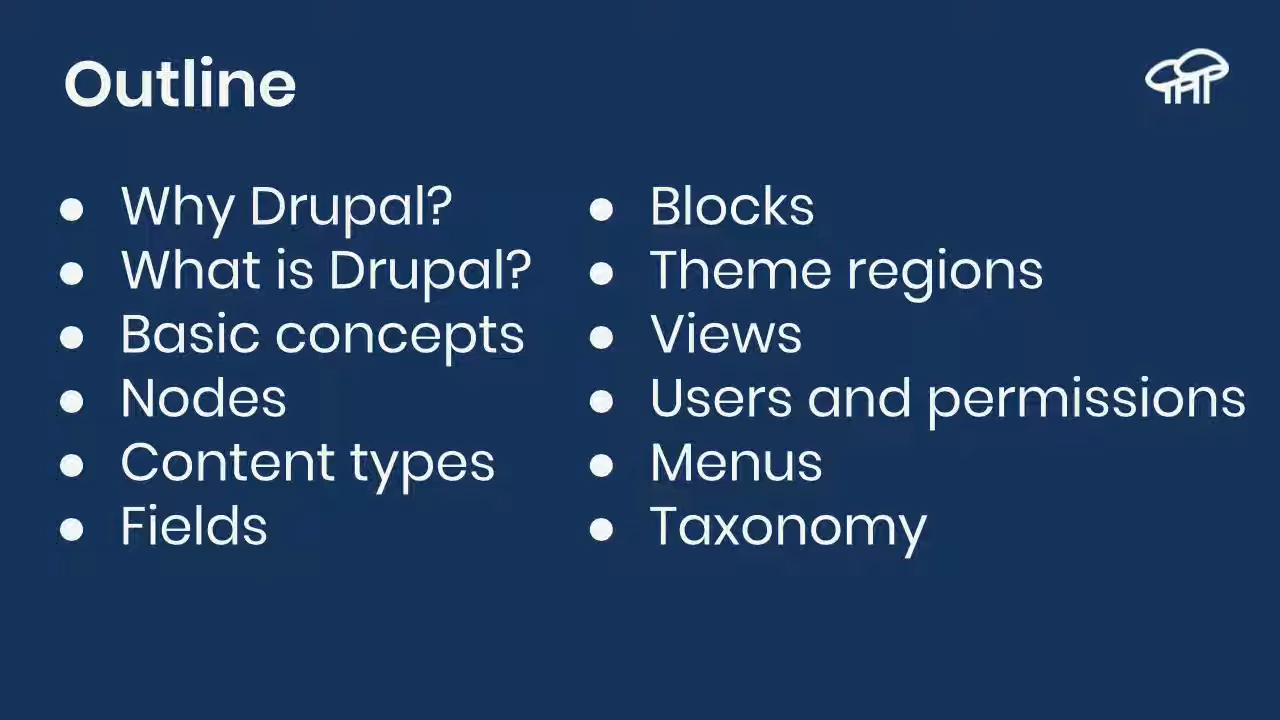 Outline
● Why Drupal?
● What is Drupal?
● Basic concepts
● Nodes
● Content types
● Fields
● Blocks
● Theme regions
● Views
● Users and permissions
● Menus
● Taxonomy